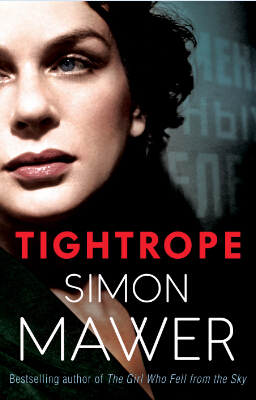 TIGHTROPE
SIMON
MAWER
Bestselling author of The Girl Who Fell from the Sky